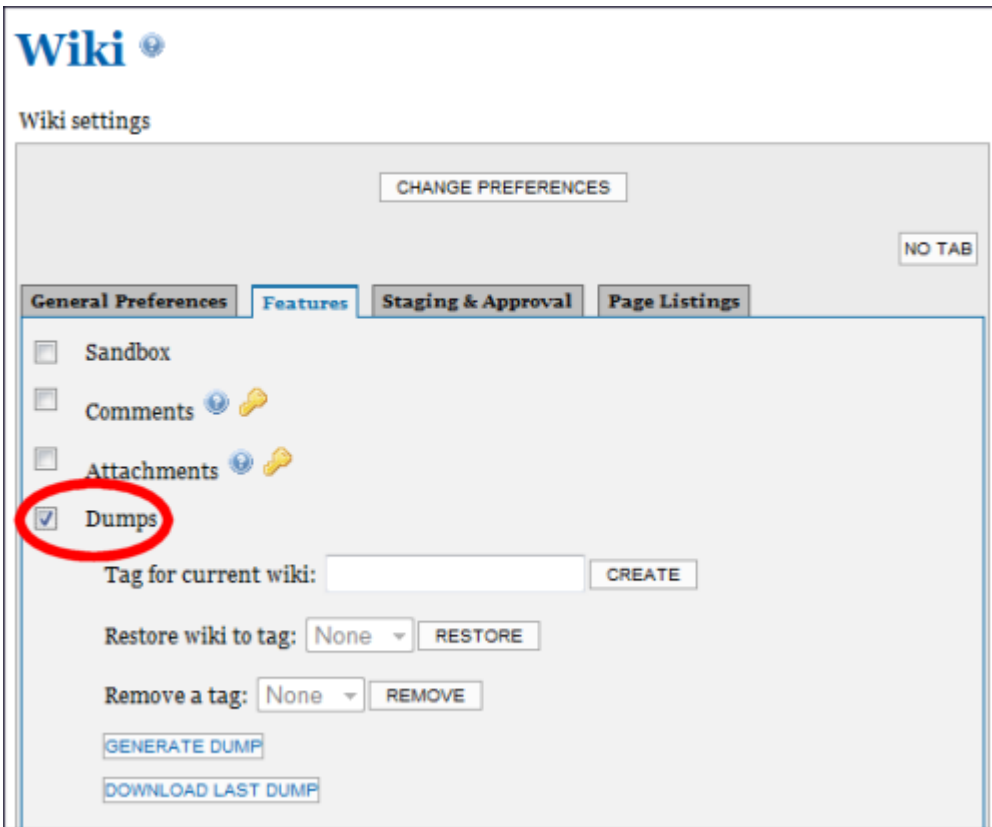 Wiki
Wiki settings
CHANGE PREFERENCES
NO TAB
General Preferences Features Staging & Approval Page Listings
Sandbox
Comments
Attachments
Dumps
Tag for current wiki: CREATE
Restore wiki to tag: None RESTORE
Remove a tag: None REMOVE
GENERATE DUMP
DOWNLOAD LAST DUMP